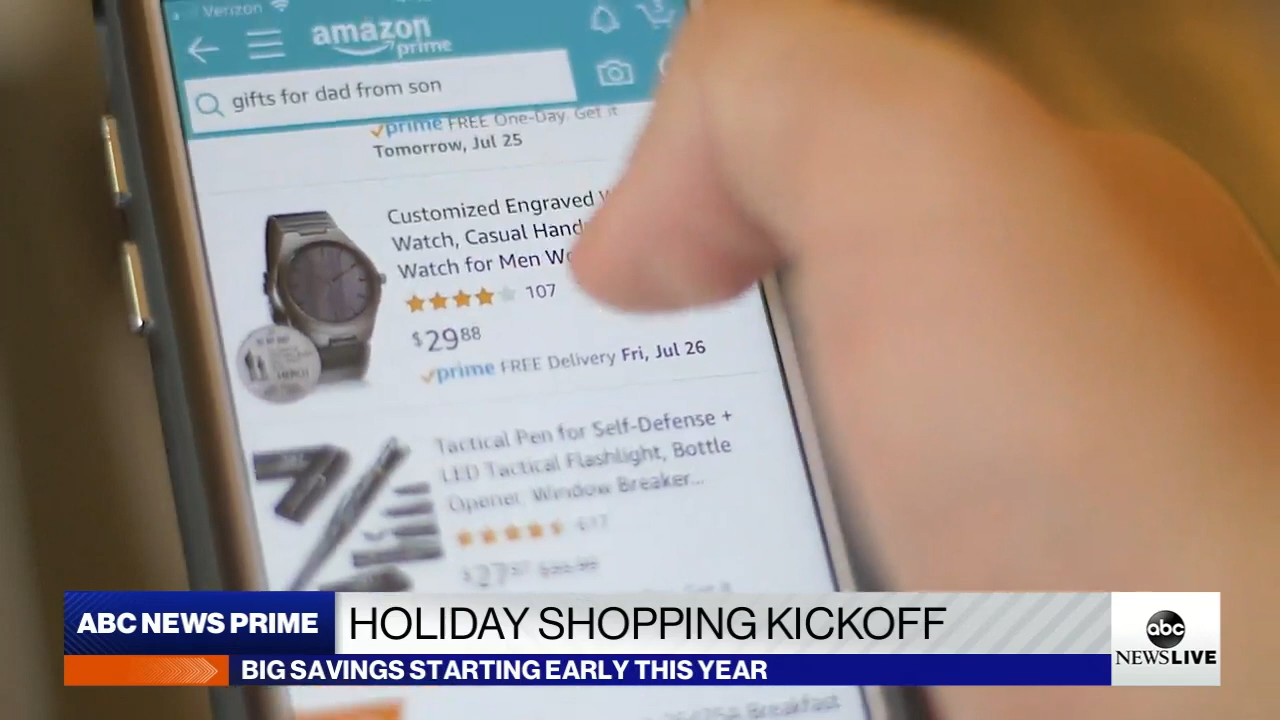 Verizon
amazon
prime
3
gifts for dad from son
prime FREE One-Day. Get it
Tomorrow, Jul 25
Customized Engraved
Watch, Casual
Watch for Men
107
$29 88
prime FREE Delivery Fri, Jul 26
Tactical Pen for Self-Defense +
LED Tactical Flashlight, Bottle
Opener, Window Breaker...
617
ABC NEWS PRIME
HOLIDAY SHOPPING KICKOFF
abc
NEWS LIVE
BIG SAVINGS STARTING EARLY THIS YEAR
Breakfast